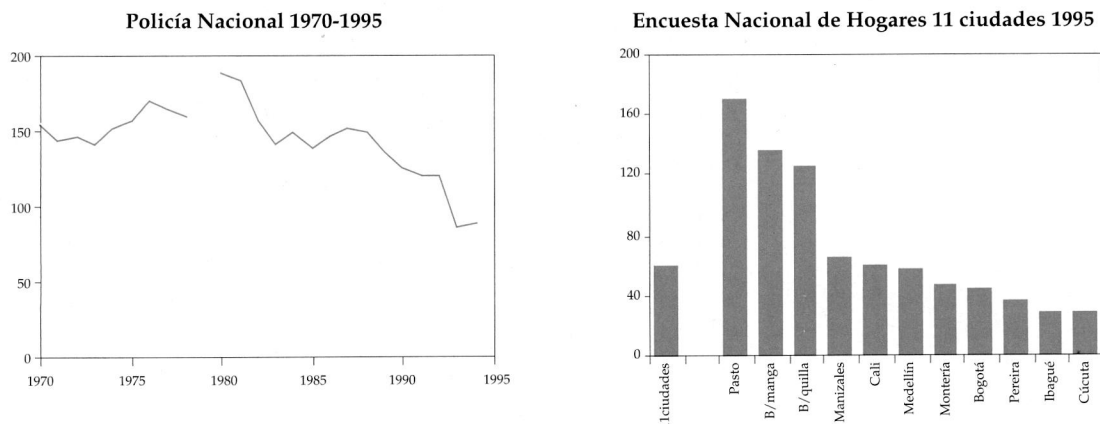 Policía Nacional 1970-1995
200
150
100
50
0
1970
1975
1980
1985
1990
1995
Encuesta Nacional de Hogares 11 ciudades 1995
200
160
120
80
40
0
1ciudades
Pasto
B/manga
B/quilla
Manizales
Cali
Medellín
Montería
Bogotá
Pereira
Ibagué
Cúcuta